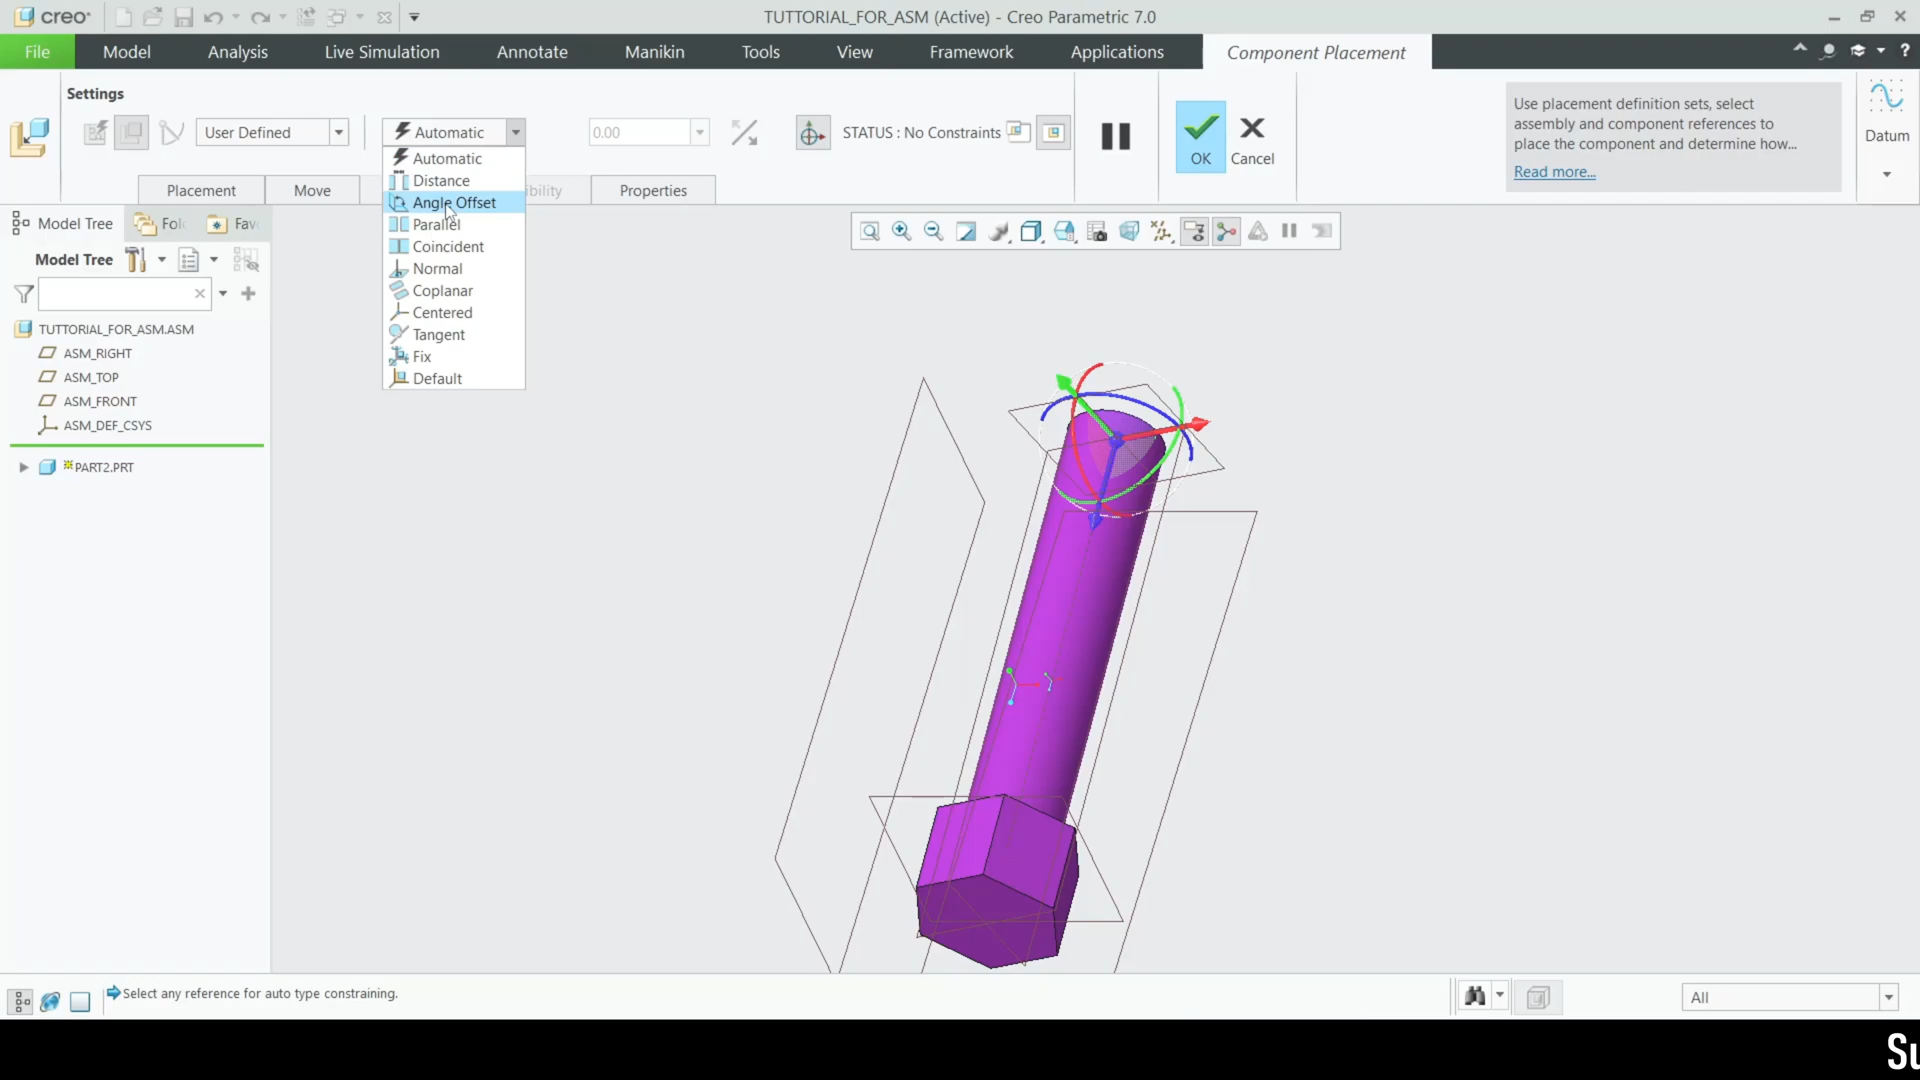 creo
TUTTORIAL_FOR_ASM (Active) - Creo Parametric 7.0
File
Model
Analysis
Live Simulation
Annotate
Manikin
Tools
View
Framework
Applications
Component Placement
Settings
User Defined
Automatic
0.00
STATUS : No Constraints
OK
Cancel
Use placement definition sets, select
assembly and component references to
place the component and determine how...
Read more...
Datum
Placement
Move
ibility
Properties
Automatic
Distance
Angle Offset
Parallel
Coincident
Normal
Coplanar
Centered
Tangent
Fix
Default
Model Tree
Fol
Fav
Model Tree
TUTTORIAL_FOR_ASM.ASM
ASM_RIGHT
ASM_TOP
ASM_FRONT
ASM_DEF_CSYS
PART2.PRT
Select any reference for auto type constraining.
All
Su